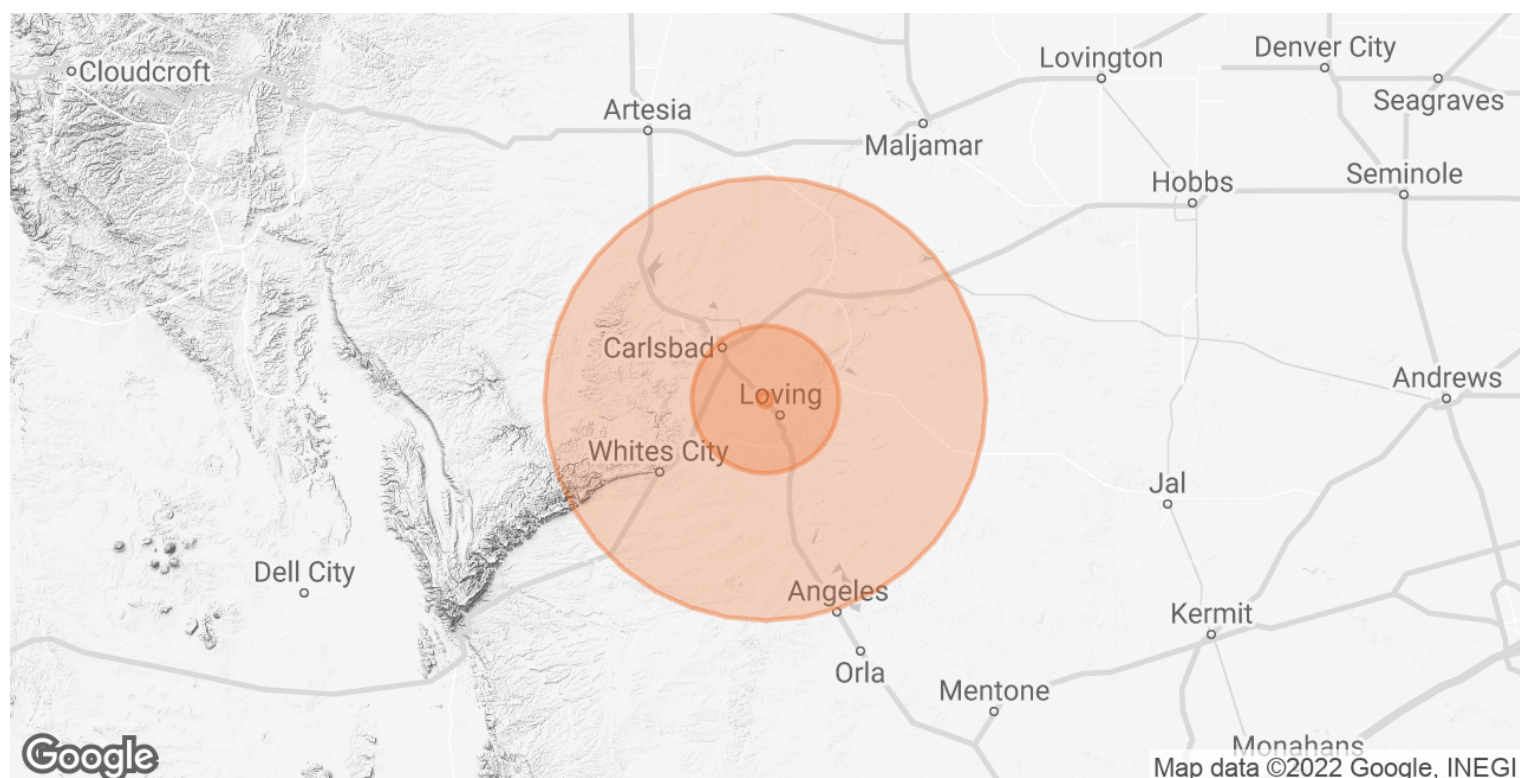 Cloudcroft
Lovington
Denver City
Seagraves
Artesia
Maljamar
Hobbs
Seminole
Carlsbad
Loving
Andrews
Whites City
Jal
Dell City
Angeles
Kermit
Orla
Mentone
Monahans
Google
Map data ©2022 Google, INEGI